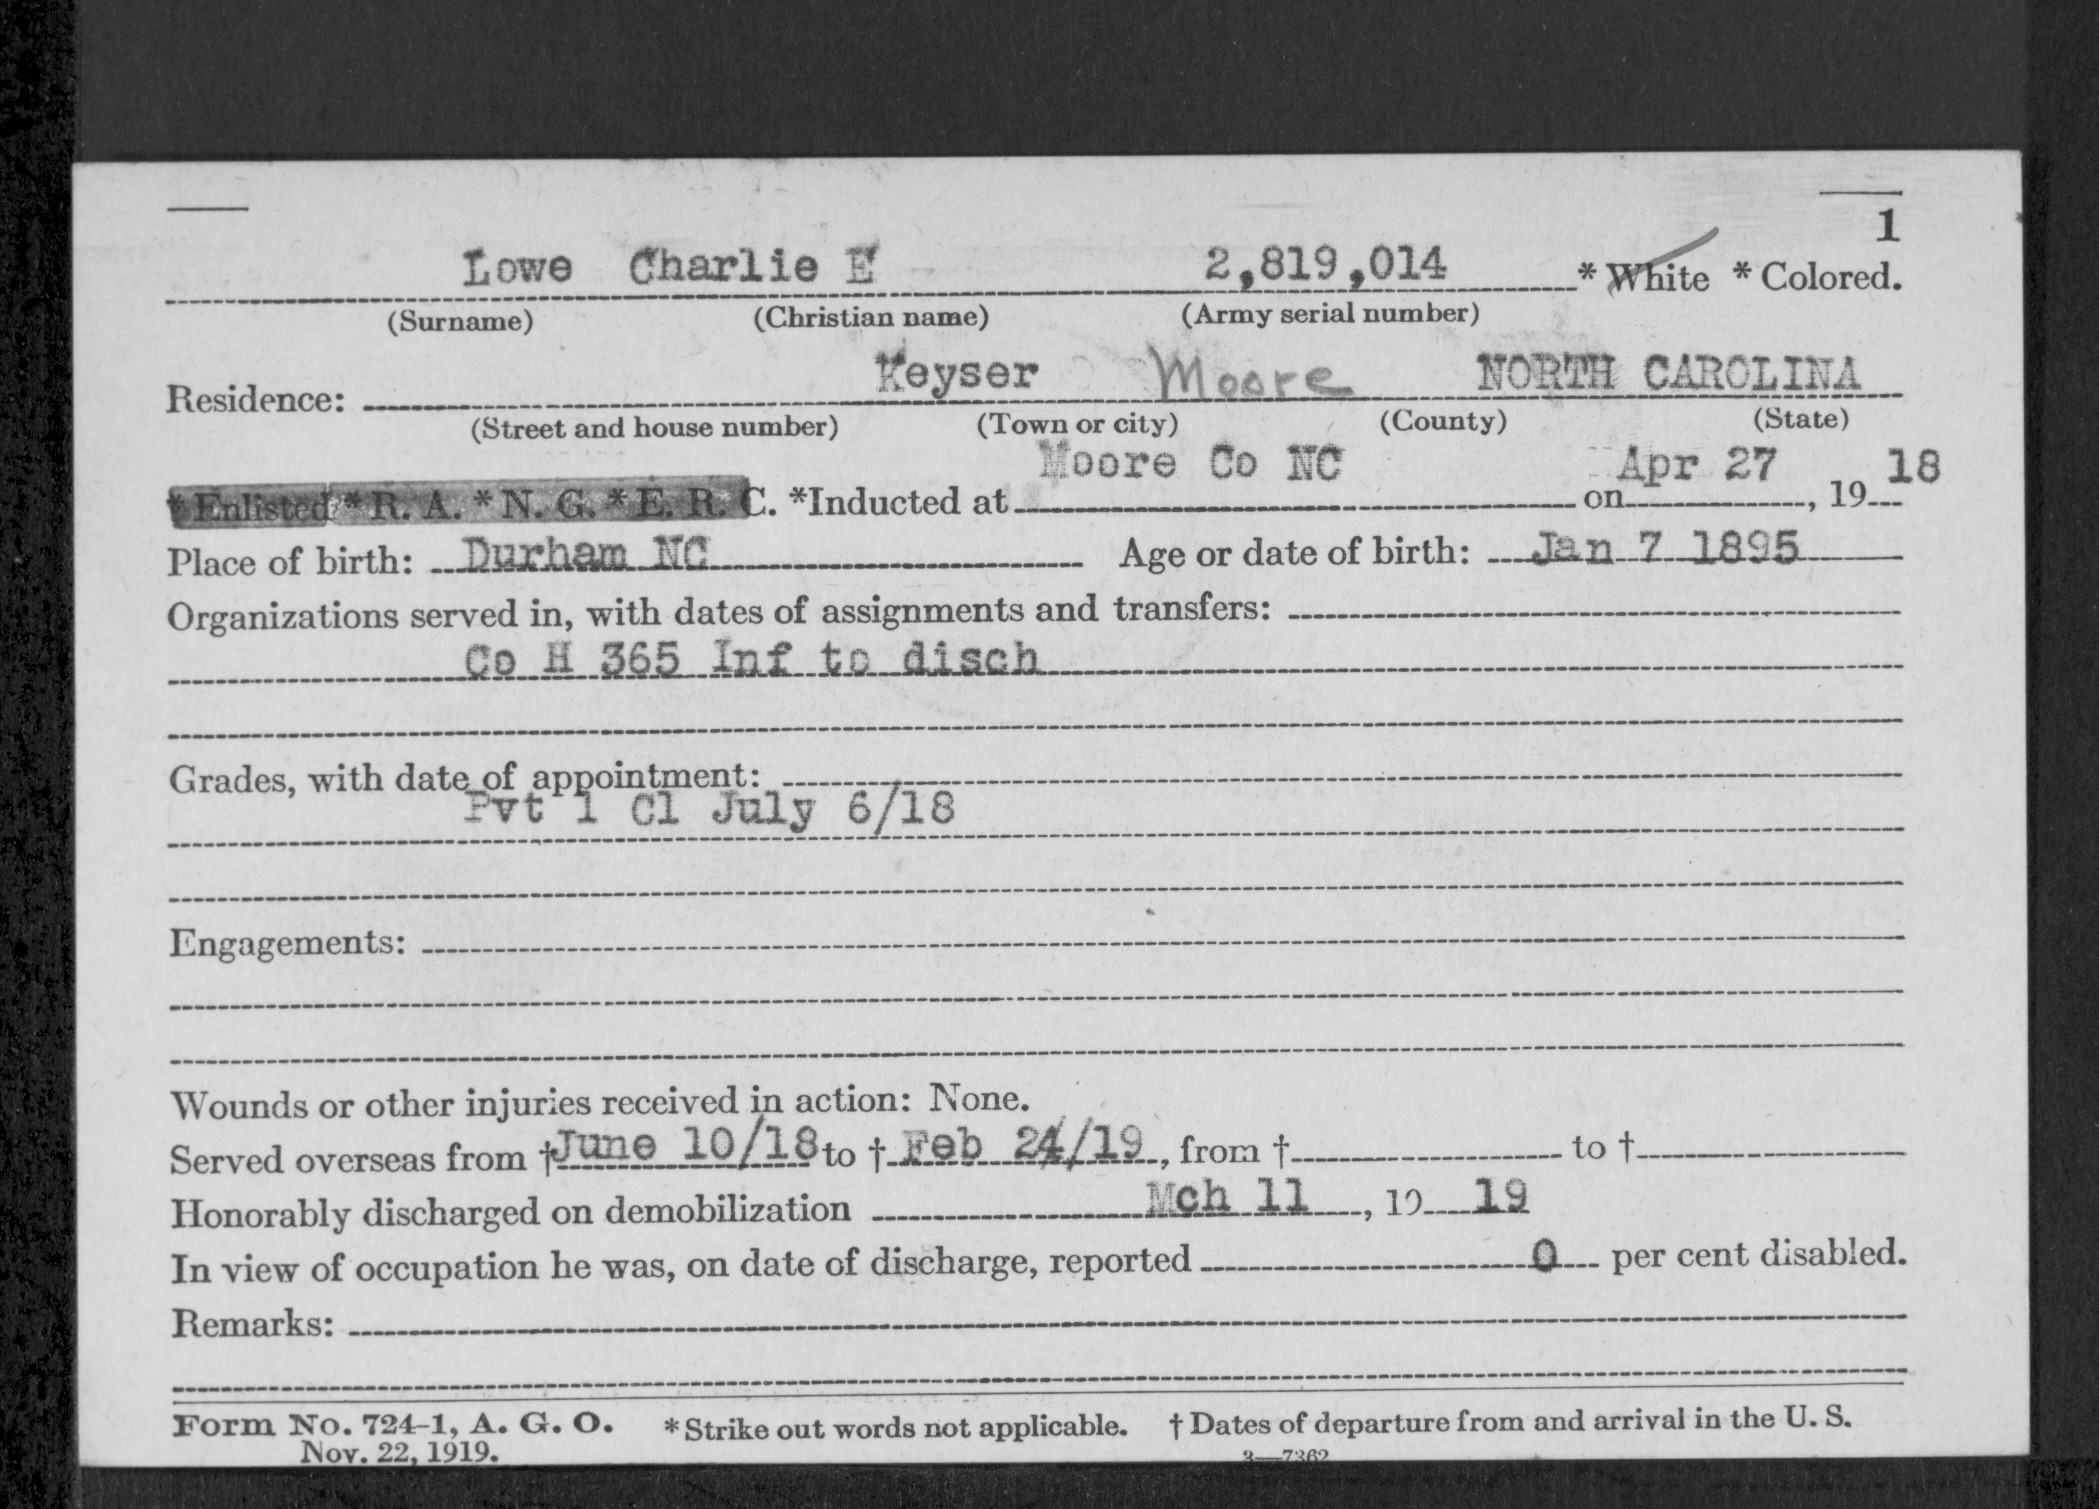 1
Lowe Charlie E 2,819,014 * White * Colored.
(Surname) (Christian name) (Army serial number)
Residence: Keyser Moore NORTH CAROLINA
(Street and house number) (Town or city) (County) (State)
*Enlisted *R. A. *N. G. *E. R. C. *Inducted at Moore Co NC on Apr 27, 19 18
Place of birth: Durham NC Age or date of birth: Jan 7 1895
Organizations served in, with dates of assignments and transfers:
Co H 365 Inf to disch
Grades, with date of appointment:
Pvt 1 Cl July 6/18
Engagements:
Wounds or other injuries received in action: None.
Served overseas from † June 10/18 to † Feb 24/19, from † to †
Honorably discharged on demobilization Mch 11, 19 19
In view of occupation he was, on date of discharge, reported 0 per cent disabled.
Remarks:
Form No. 724-1, A. G. O. * Strike out words not applicable. † Dates of departure from and arrival in the U. S.
Nov. 22, 1919. 3—7362